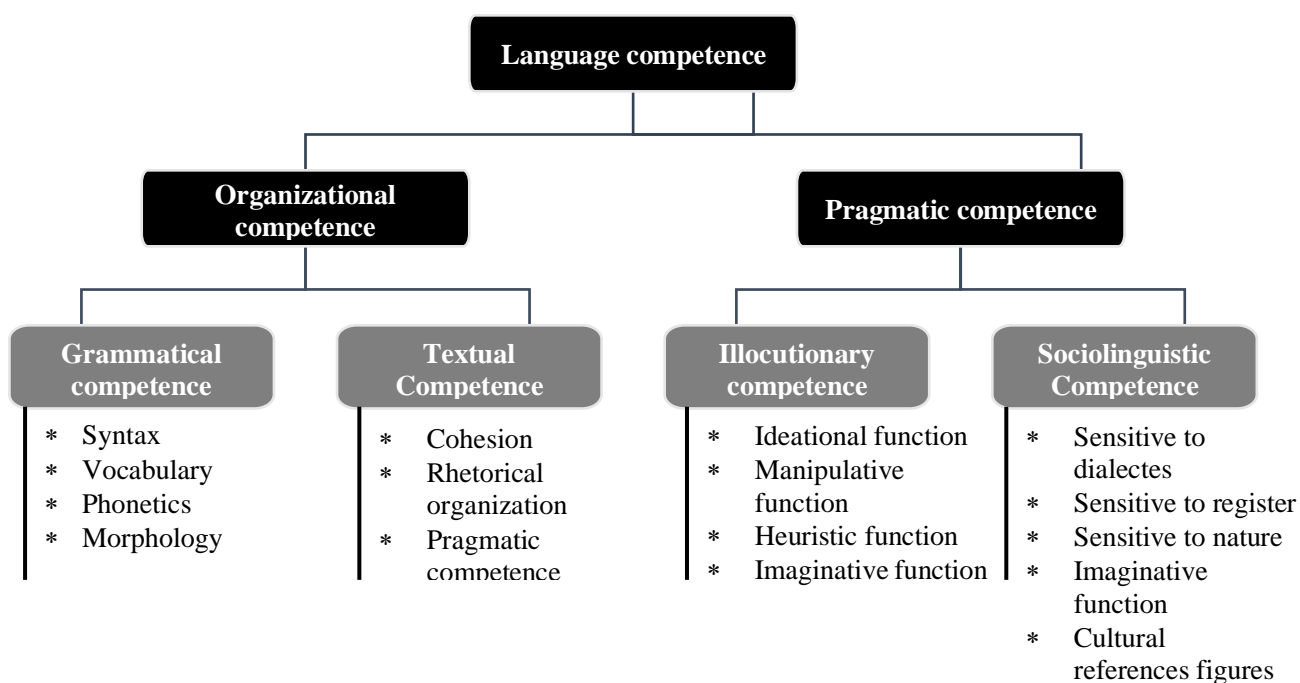 Language competence
Organizational
competence
Pragmatic competence
Grammatical
competence
* Syntax
* Vocabulary
* Phonetics
* Morphology
Textual
Competence
* Cohesion
* Rhetorical
organization
* Pragmatic
competence
Illocutionary
competence
* Ideational function
* Manipulative
function
* Heuristic function
* Imaginative function
Sociolinguistic
Competence
* Sensitive to
dialectes
* Sensitive to register
* Sensitive to nature
* Imaginative
function
* Cultural
references figures